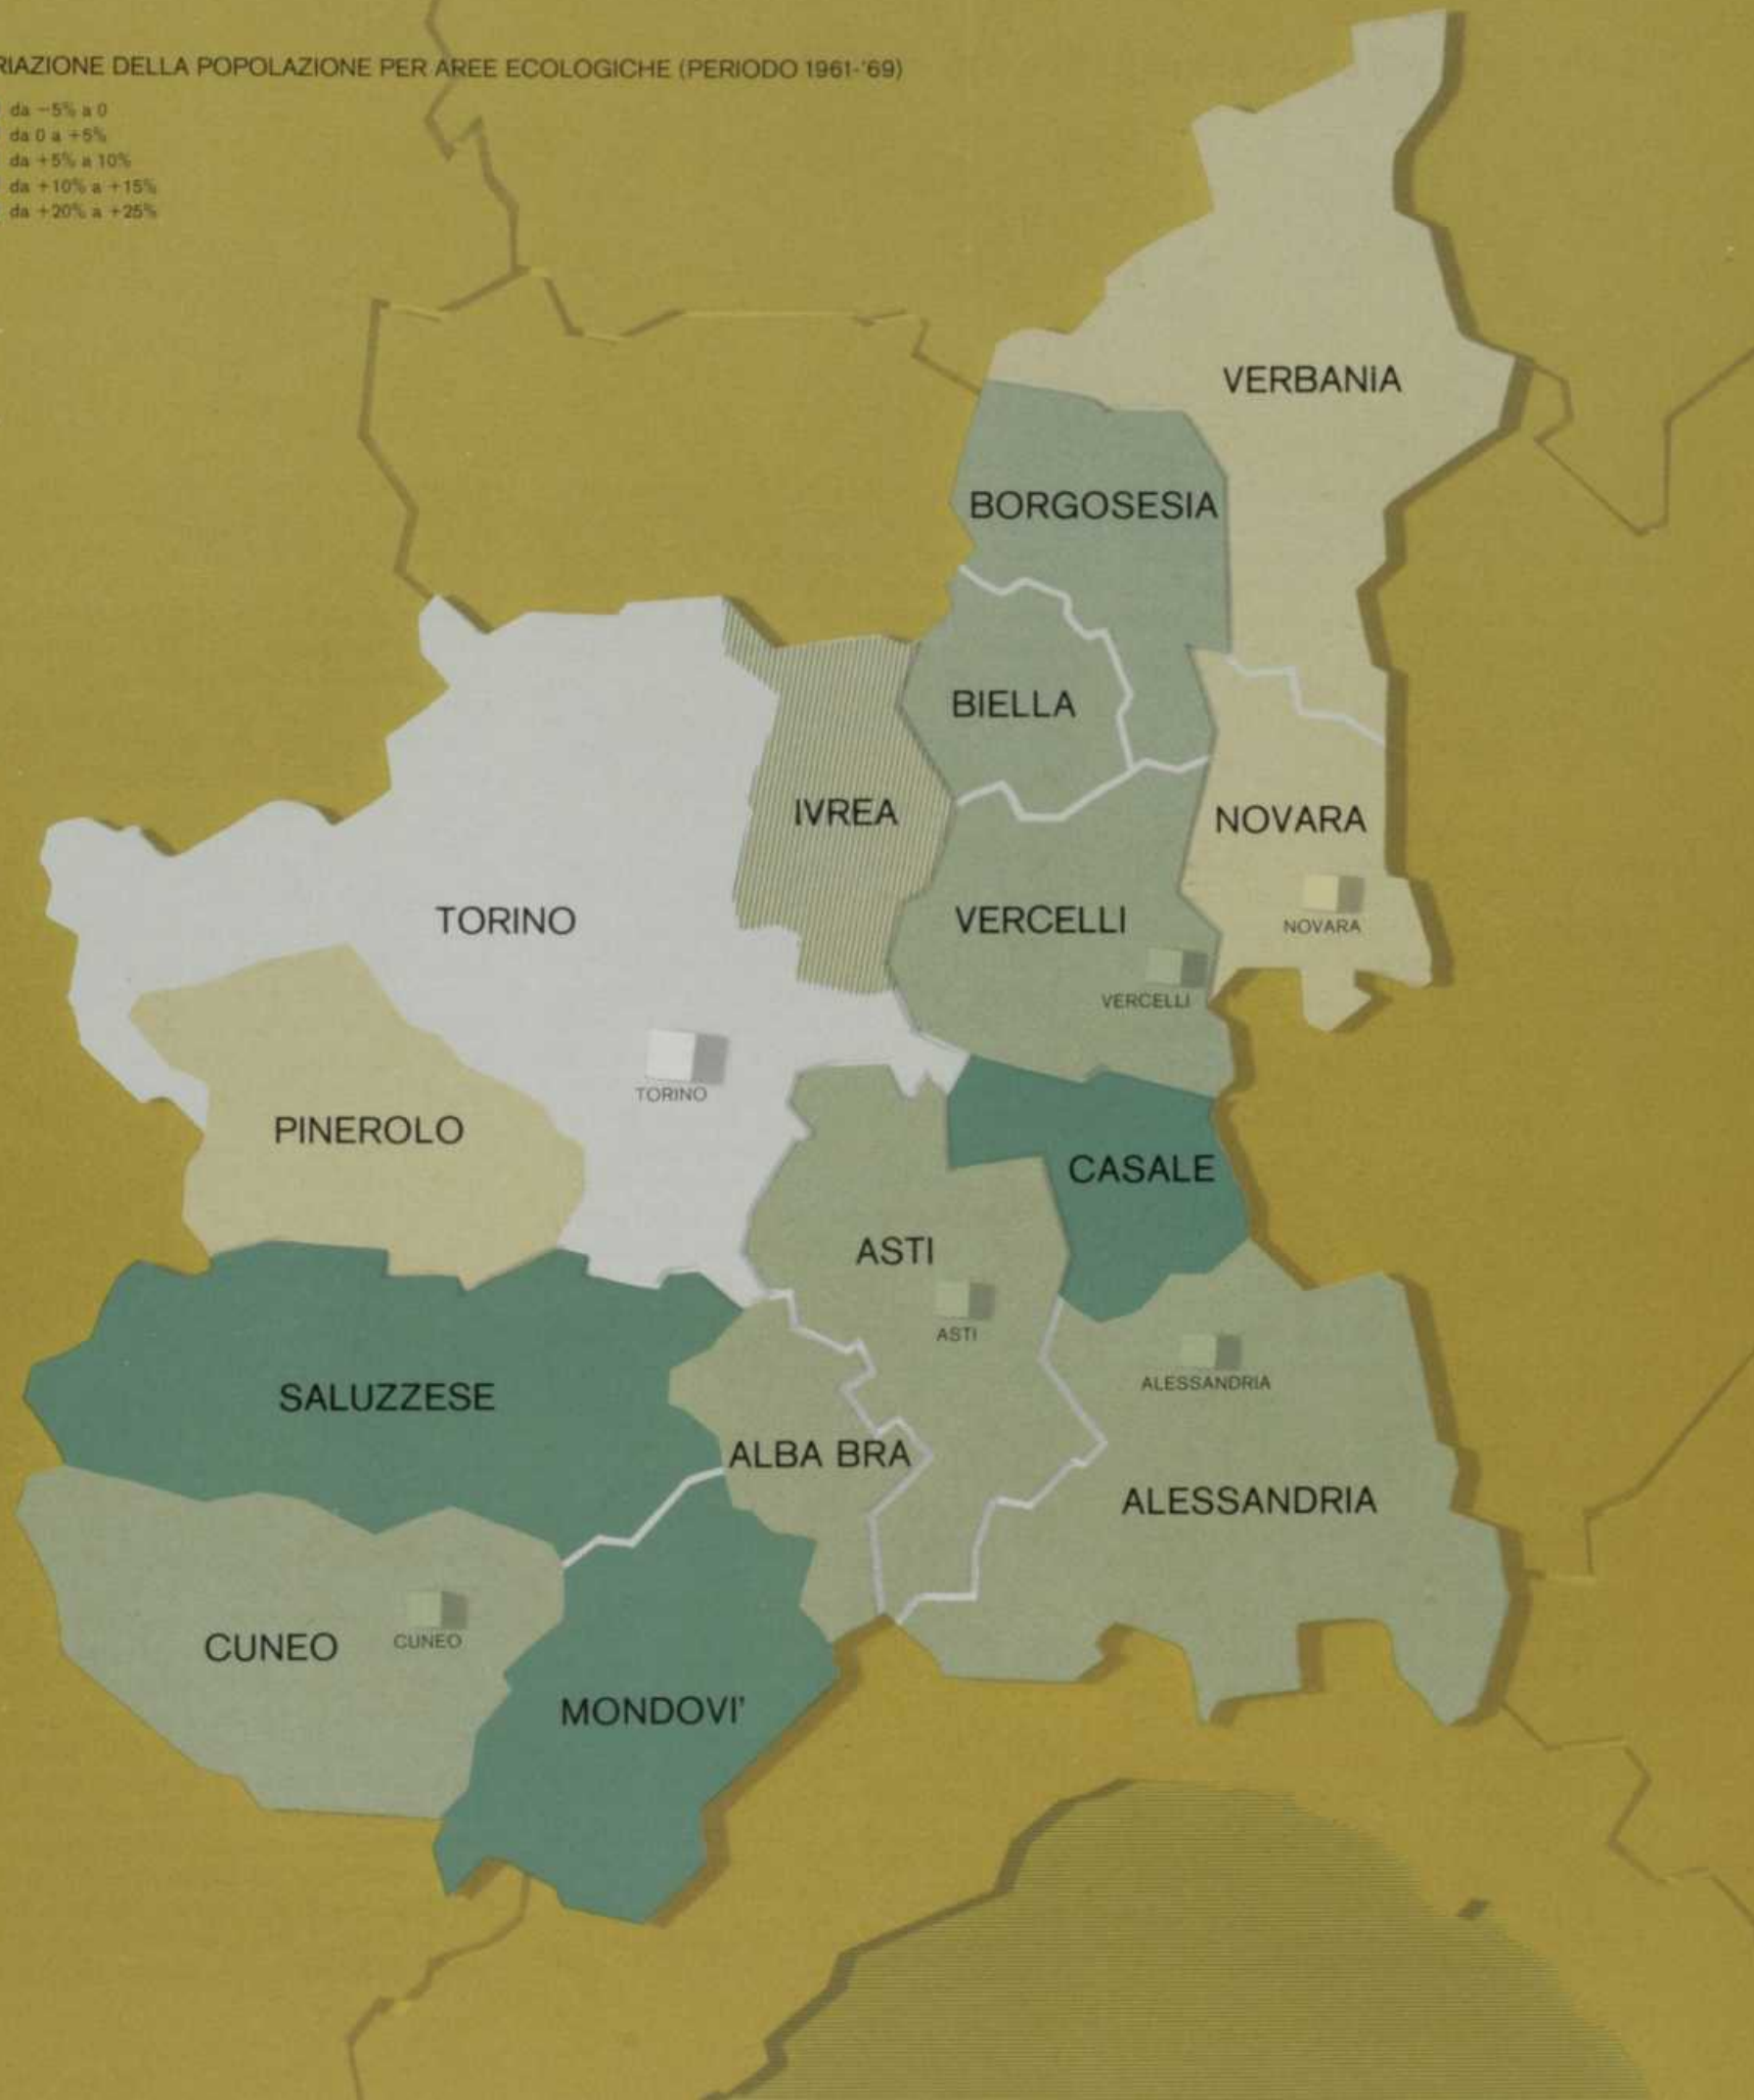 RIAZIONE DELLA POPOLAZIONE PER AREE ECOLOGICHE (PERIODO 1961-'69)
da −5% a 0
da 0 a +5%
da +5% a 10%
da +10% a +15%
da +20% a +25%
VERBANIA
BORGOSESIA
BIELLA
IVREA
NOVARA
NOVARA
TORINO
VERCELLI
VERCELLI
TORINO
PINEROLO
CASALE
ASTI
ASTI
ALESSANDRIA
SALUZZESE
ALBA BRA
ALESSANDRIA
CUNEO
CUNEO
MONDOVI'